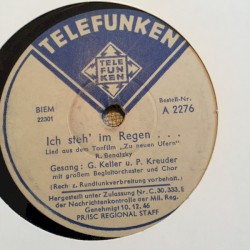 TELEFUNKEN
TELE
FUN
KEN
BIEM
Bestell-Nr.
A 2276
Ich steh' im Regen . . .
Lied aus dem Tonfilm „Zu neuen Ufern"
R. Benatzky
Gesang: G. Keller u. P. Kreuder
mit großem Begleitorchester und Chor
(Rech z. Rundfunkverbreitung vorbehalt.)
Hergestellt unter Zulassung Nr. C. 30. 333. §
der Nachrichtenkontrolle der mil. Reg.
Genehmigt 10. 12. 46
PR/ISC REGIONAL STAFF